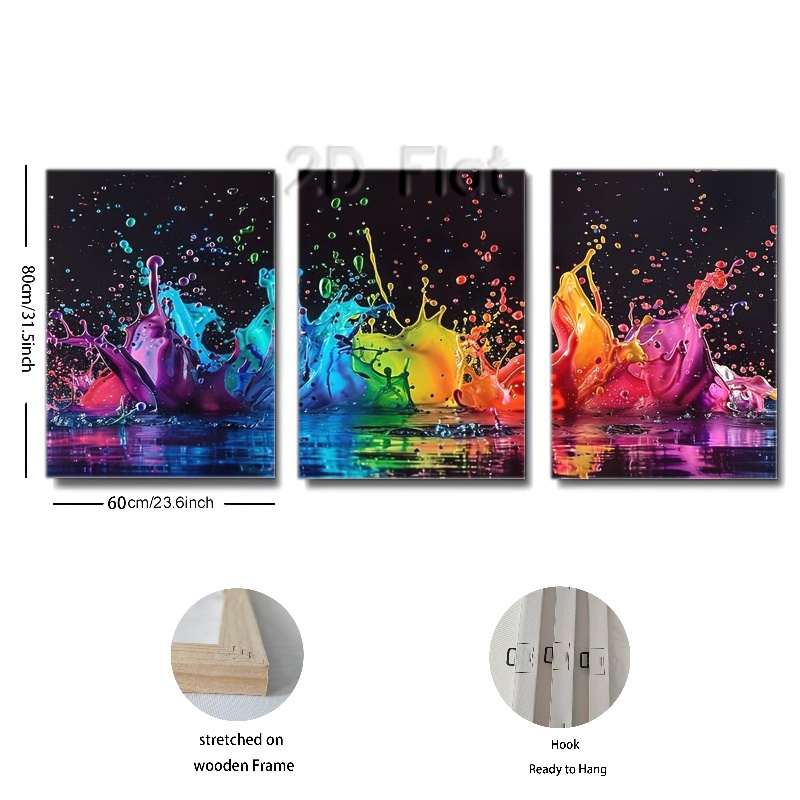 2D Flat
80cm/31.5inch
60cm/23.6inch
stretched on
wooden Frame
Hook
Ready to Hang